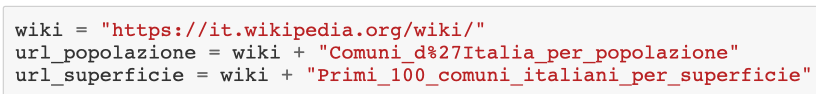 wiki = "https://it.wikipedia.org/wiki/"
url_popolazione = wiki + "Comuni_d%27Italia_per_popolazione"
url_superficie = wiki + "Primi_100_comuni_italiani_per_superficie"